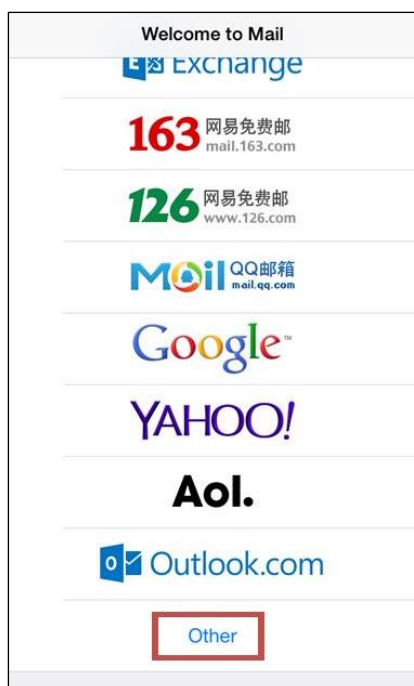 Welcome to Mail
Exchange
163 网易免费邮
mail.163.com
126 网易免费邮
www.126.com
Mail QQ邮箱
mail.qq.com
Google™
YAHOO!
Aol.
Outlook.com
Other